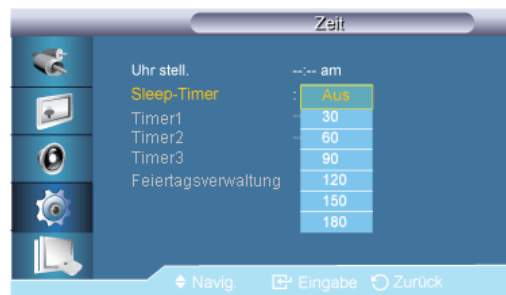 Zeit
Uhr stell. --:-- am
Sleep-Timer : Aus
Timer1 30
Timer2 60
Timer3 90
Feiertagsverwaltung 120
150
180
Navig. Eingabe Zurück